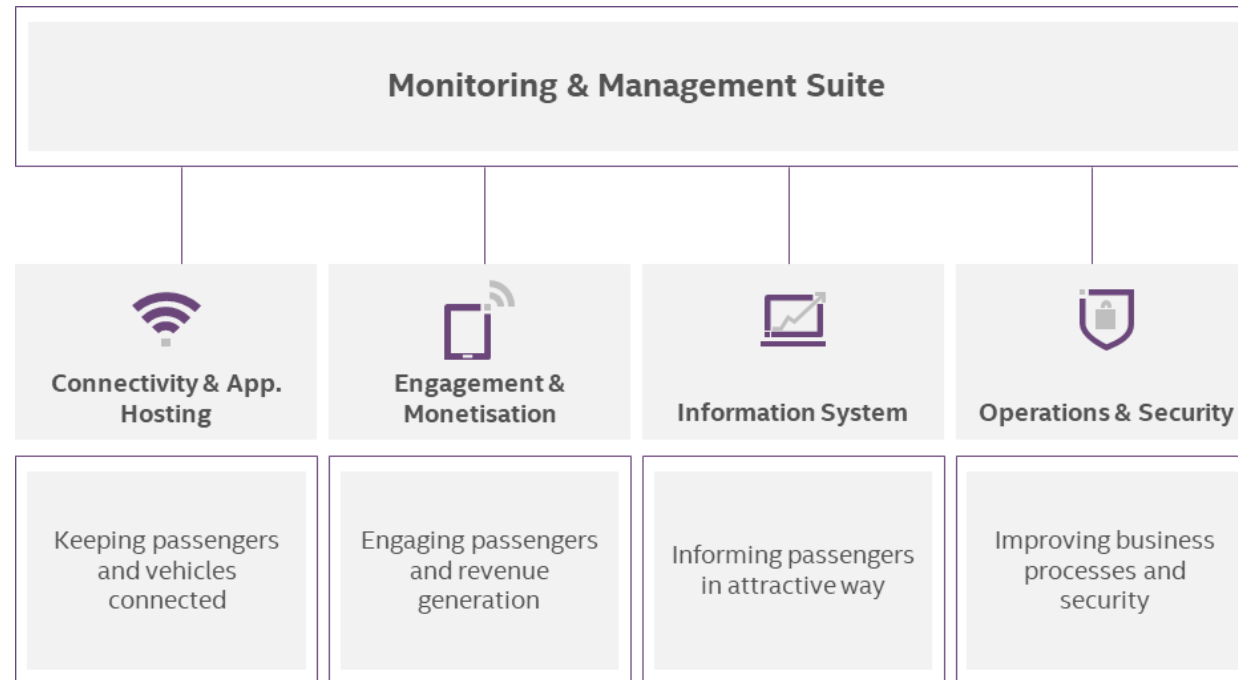 Monitoring & Management Suite
Connectivity & App.
Hosting
Engagement &
Monetisation
Information System
Operations & Security
Keeping passengers
and vehicles
connected
Engaging passengers
and revenue
generation
Informing passengers
in attractive way
Improving business
processes and
security